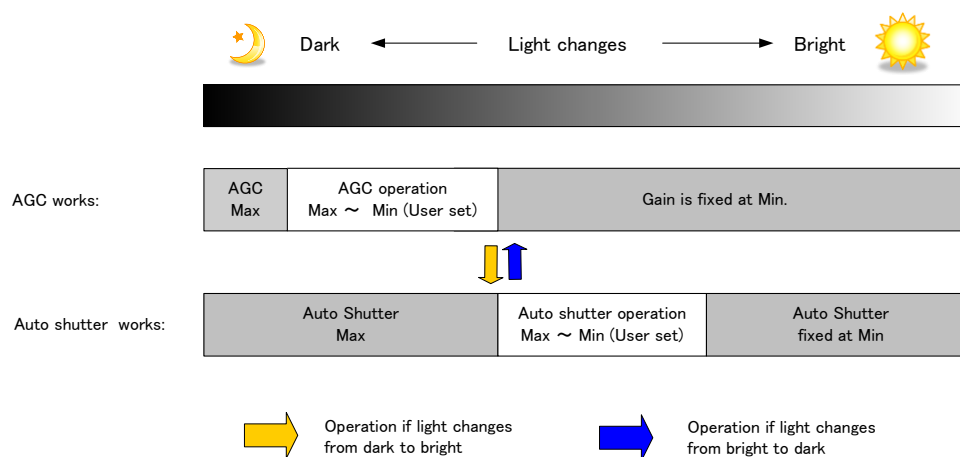 Dark
Light changes
Bright
AGC works:
AGC
Max
AGC operation
Max ～ Min (User set)
Gain is fixed at Min.
Auto shutter works:
Auto Shutter
Max
Auto shutter operation
Max ～ Min (User set)
Auto Shutter
fixed at Min
Operation if light changes
from dark to bright
Operation if light changes
from bright to dark